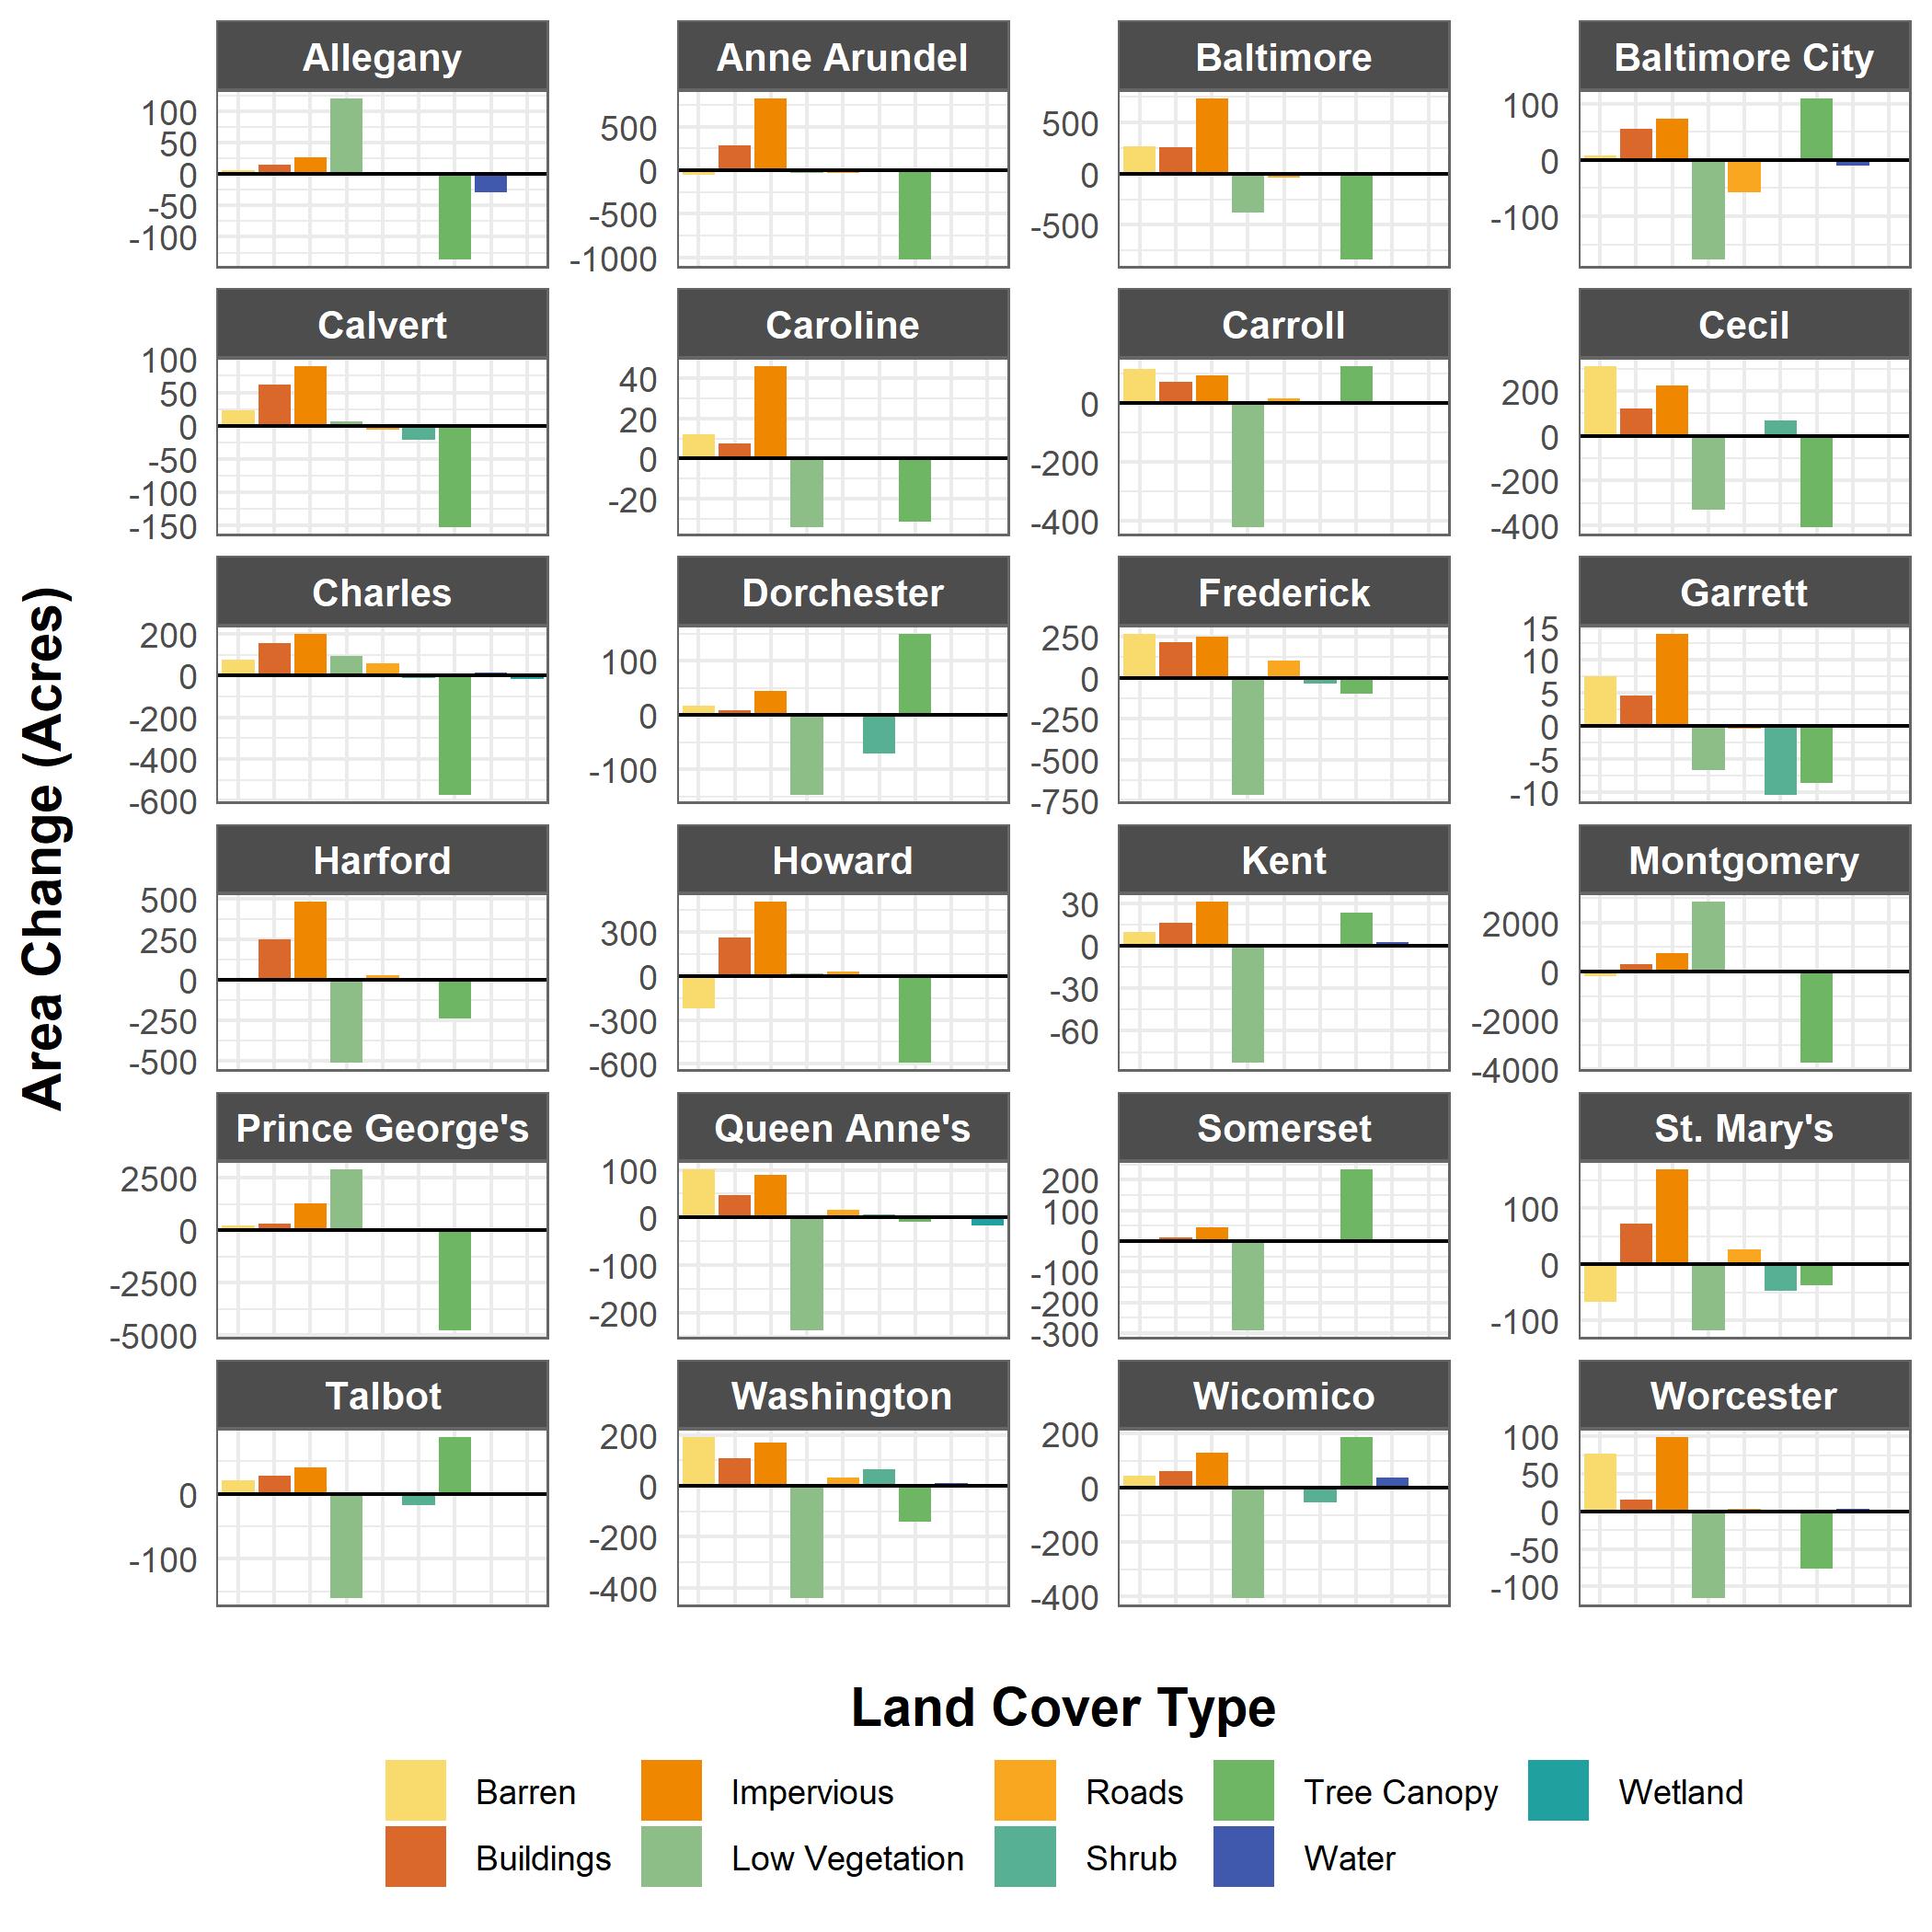 Allegany
Anne Arundel
Baltimore
Baltimore City
100
50
0
-50
-100
500
0
-500
-1000
500
0
-500
100
0
-100
Calvert
Caroline
Carroll
Cecil
100
50
0
-50
-100
-150
40
20
0
-20
0
-200
-400
200
0
-200
-400
Charles
Dorchester
Frederick
Garrett
200
0
-200
-400
-600
100
0
-100
250
0
-250
-500
-750
15
10
5
0
-5
-10
Harford
Howard
Kent
Montgomery
500
250
0
-250
-500
300
0
-300
-600
30
0
-30
-60
2000
0
-2000
-4000
Prince George's
Queen Anne's
Somerset
St. Mary's
2500
0
-2500
-5000
100
0
-100
-200
200
100
0
-100
-200
-300
100
0
-100
Talbot
Washington
Wicomico
Worcester
0
-100
200
0
-200
-400
200
0
-200
-400
100
50
0
-50
-100
Area Change (Acres)
Land Cover Type
Barren
Impervious
Roads
Tree Canopy
Wetland
Buildings
Low Vegetation
Shrub
Water